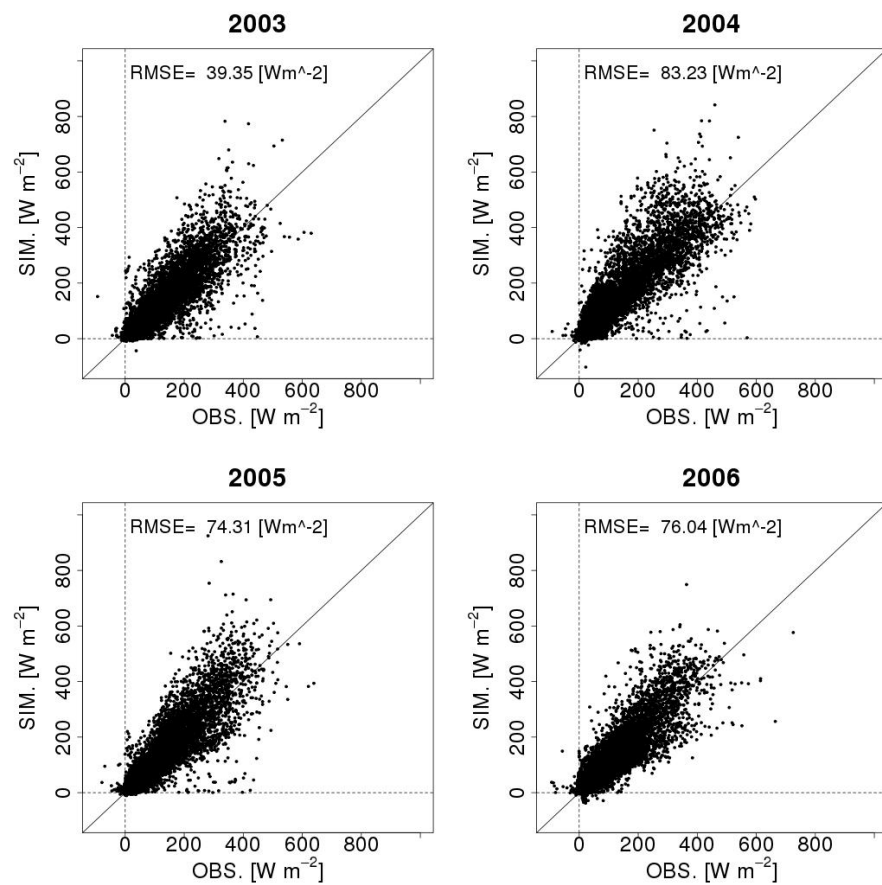 2003
RMSE= 39.35 [Wm^-2]
800
600
400
200
0
SIM. [W m−2]
0 200 400 600 800
OBS. [W m−2]
2004
RMSE= 83.23 [Wm^-2]
800
600
400
200
0
SIM. [W m−2]
0 200 400 600 800
OBS. [W m−2]
2005
RMSE= 74.31 [Wm^-2]
800
600
400
200
0
SIM. [W m−2]
0 200 400 600 800
OBS. [W m−2]
2006
RMSE= 76.04 [Wm^-2]
800
600
400
200
0
SIM. [W m−2]
0 200 400 600 800
OBS. [W m−2]